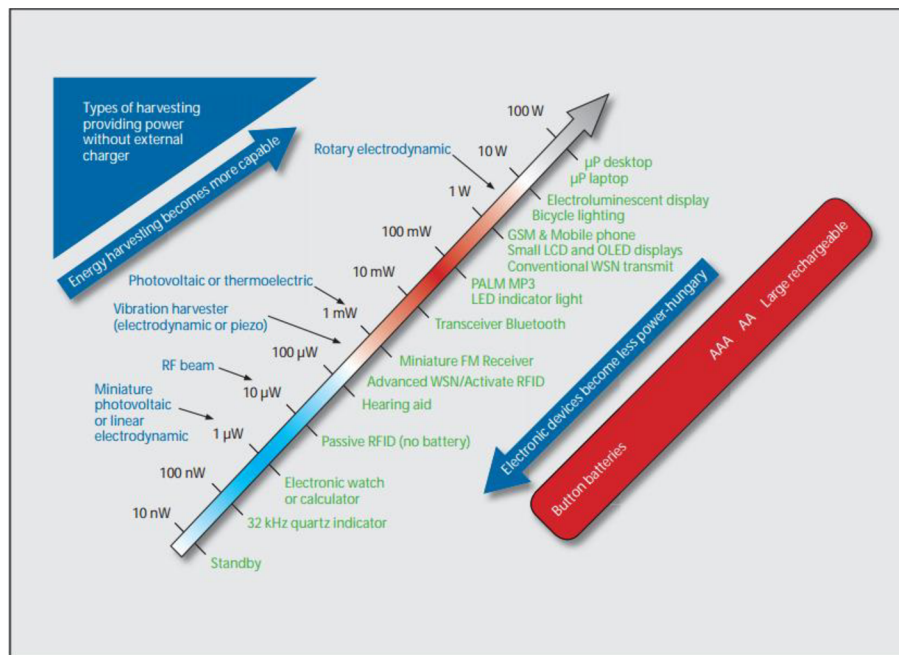 Types of harvesting
providing power
without external
charger
Energy harvesting becomes more capable
100 W
10 W
1 W
100 mW
10 mW
1 mW
100 µW
10 µW
1 µW
100 nW
10 nW
Rotary electrodynamic
Photovoltaic or thermoelectric
Vibration harvester
(electrodynamic or piezo)
RF beam
Miniature
photovoltaic
or linear
electrodynamic
µP desktop
µP laptop
Electroluminescent display
Bicycle lighting
GSM & Mobile phone
Small LCD and OLED displays
Conventional WSN transmit
PALM MP3
LED indicator light
Transceiver Bluetooth
Miniature FM Receiver
Advanced WSN/Activate RFID
Hearing aid
Passive RFID (no battery)
Electronic watch
or calculator
32 kHz quartz indicator
Standby
Electronic devices become less power-hungry
Button batteries AAA AA Large rechargeable